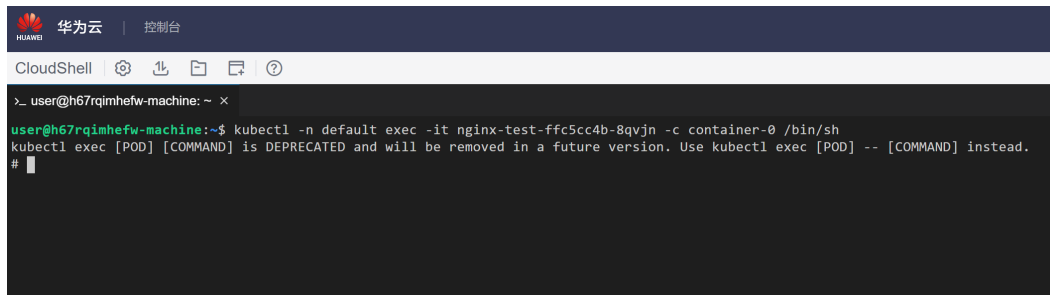 HUAWEI 华为云 | 控制台
CloudShell
>_ user@h67rqimhefw-machine: ~ ×
user@h67rqimhefw-machine:~$ kubectl -n default exec -it nginx-test-ffc5cc4b-8qvjn -c container-0 /bin/sh
kubectl exec [POD] [COMMAND] is DEPRECATED and will be removed in a future version. Use kubectl exec [POD] -- [COMMAND] instead.
#